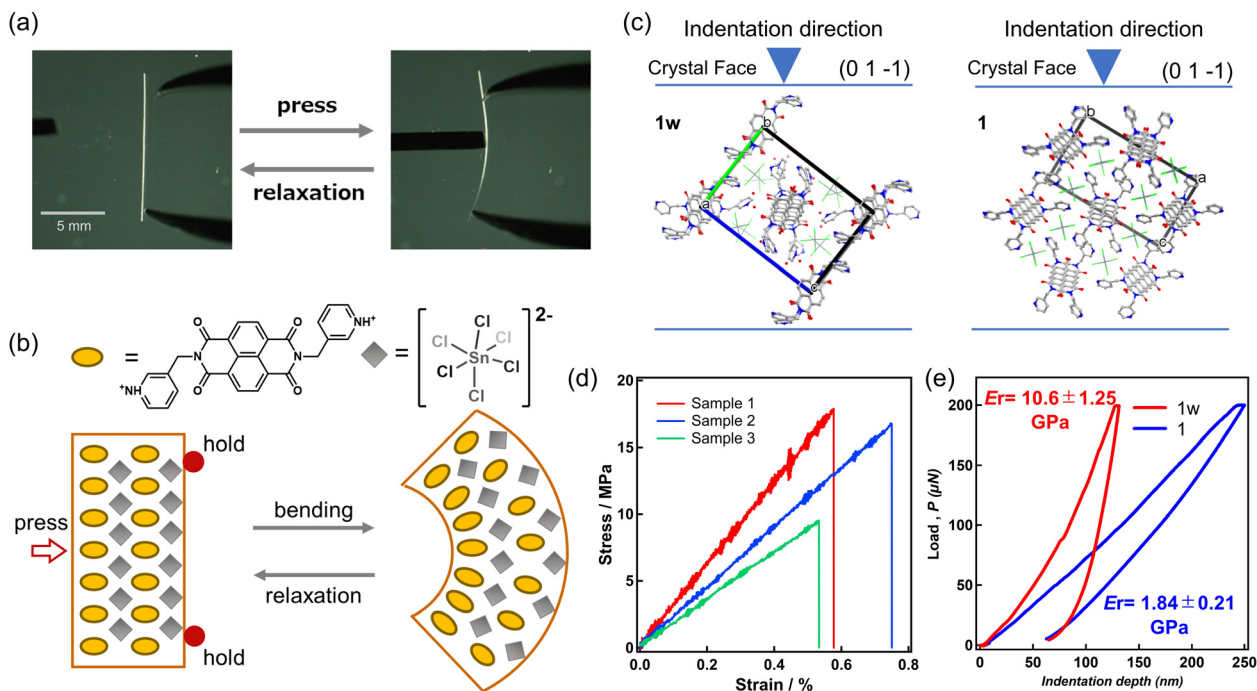 (a)
press
relaxation
5 mm
(b)
=
O
O
N
N
O
O
NH⁺
⁺NH
=
2-
Cl
Cl
Cl
Sn
Cl
Cl
Cl
hold
press
hold
bending
relaxation
(c)
Indentation direction
Crystal Face
(0 1 -1)
1w
b
a
c
Indentation direction
Crystal Face
(0 1 -1)
1
b
a
c
(d)
Stress / MPa
20
15
10
5
0
Sample 1
Sample 2
Sample 3
0.0
0.2
0.4
0.6
0.8
Strain / %
(e)
Load , P (μN)
200
150
100
50
0
Er= 10.6 ± 1.25
GPa
1w
1
Er= 1.84 ± 0.21
GPa
0
50
100
150
200
250
Indentation depth (nm)